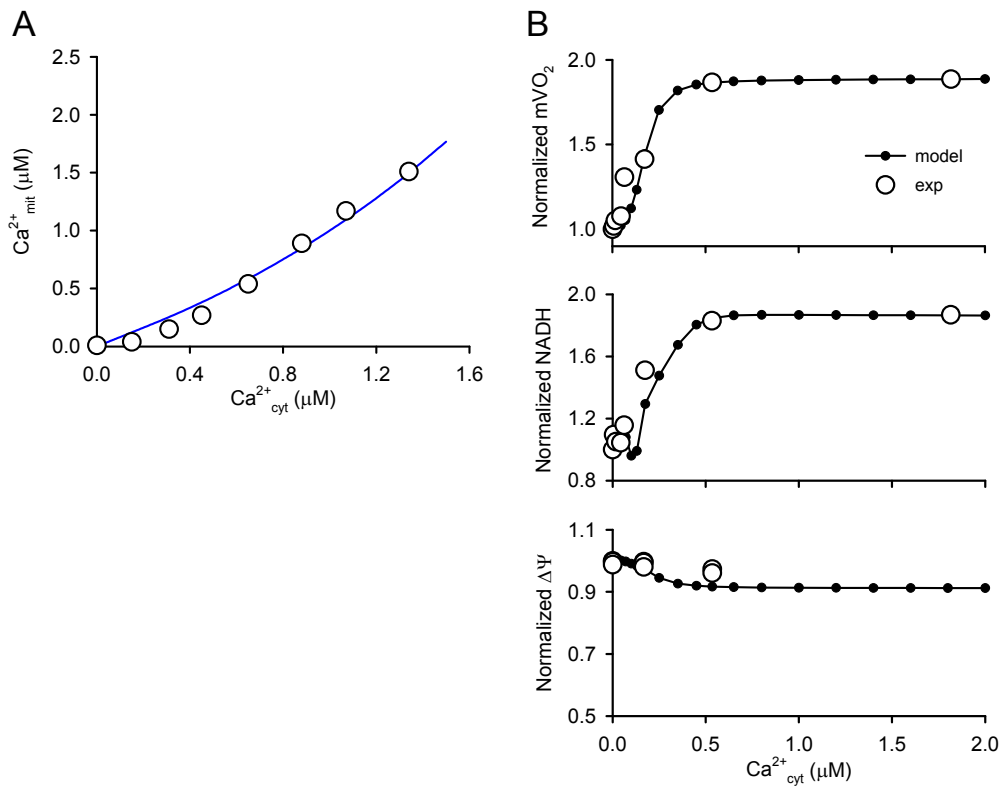 A
2.5
2.0
1.5
1.0
0.5
0.0
Ca2+mit (μM)
0.0 0.4 0.8 1.2 1.6
Ca2+cyt (μM)
B
2.0
1.5
1.0
Normalized mVO2
model
exp
2.0
1.6
1.2
0.8
Normalized NADH
1.1
0.9
0.7
0.5
Normalized ΔΨ
0.0 0.5 1.0 1.5 2.0
Ca2+cyt (μM)